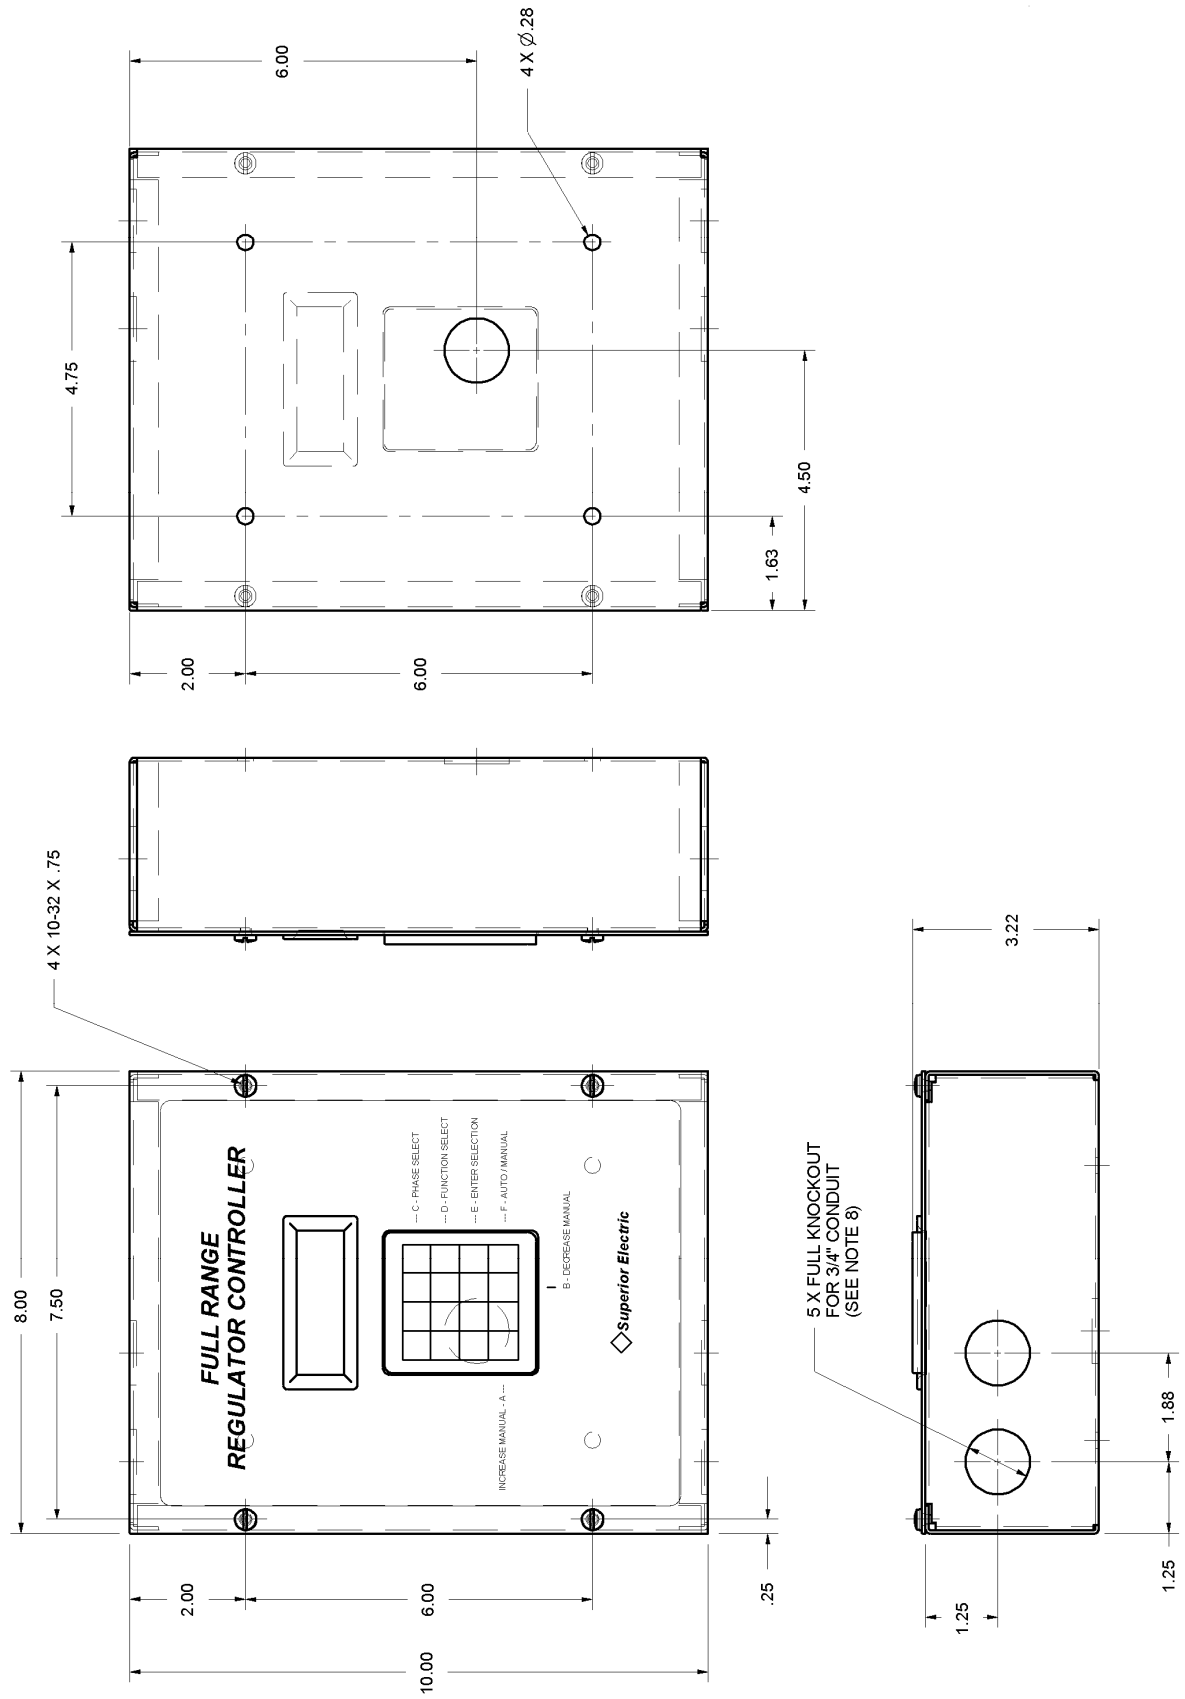 6.00
4 X Ø.28
4.75
4.50
1.63
2.00
6.00
4 X 10-32 X .75
8.00
7.50
FULL RANGE
REGULATOR CONTROLLER
--- C - PHASE SELECT
--- D - FUNCTION SELECT
--- E - ENTER SELECTION
--- F - AUTO / MANUAL
INCREASE MANUAL - A ---
B - DECREASE MANUAL
Superior Electric
2.00
6.00
10.00
.25
3.22
5 X FULL KNOCKOUT
FOR 3/4" CONDUIT
(SEE NOTE 8)
1.88
1.25
1.25